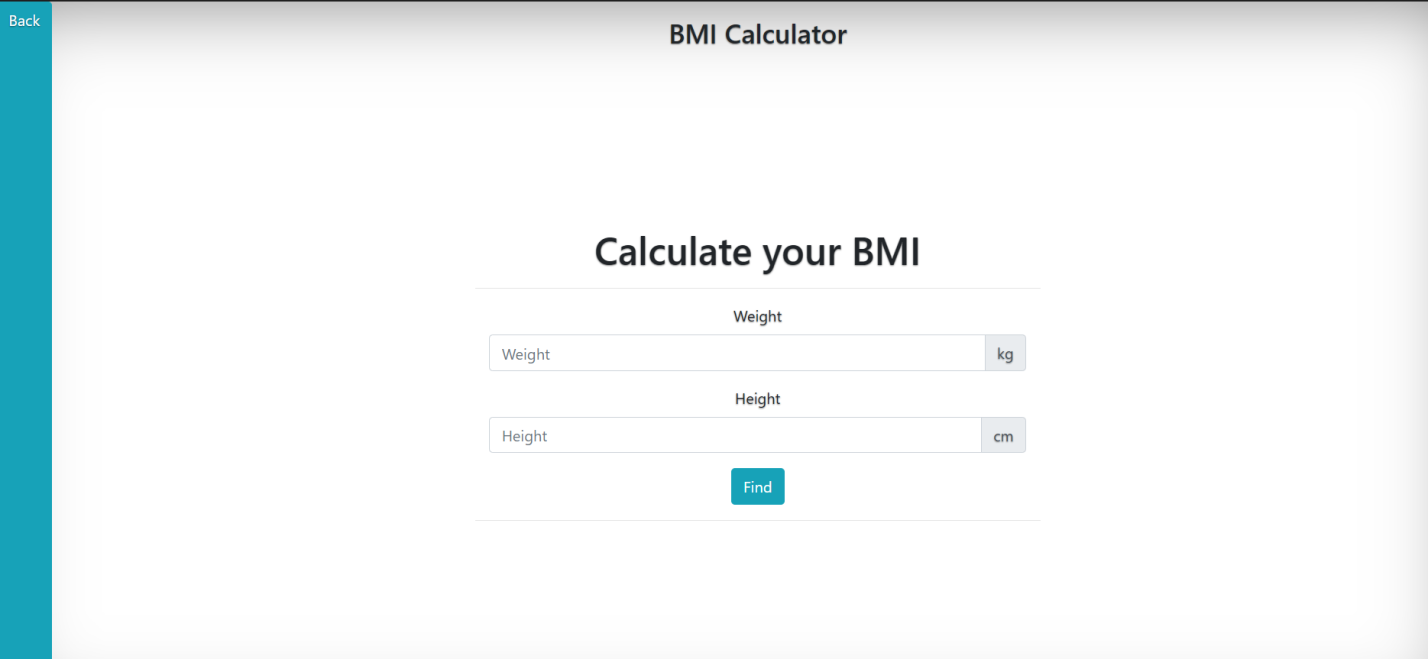 Back
BMI Calculator
Calculate your BMI
Weight
Weight kg
Height
Height cm
Find